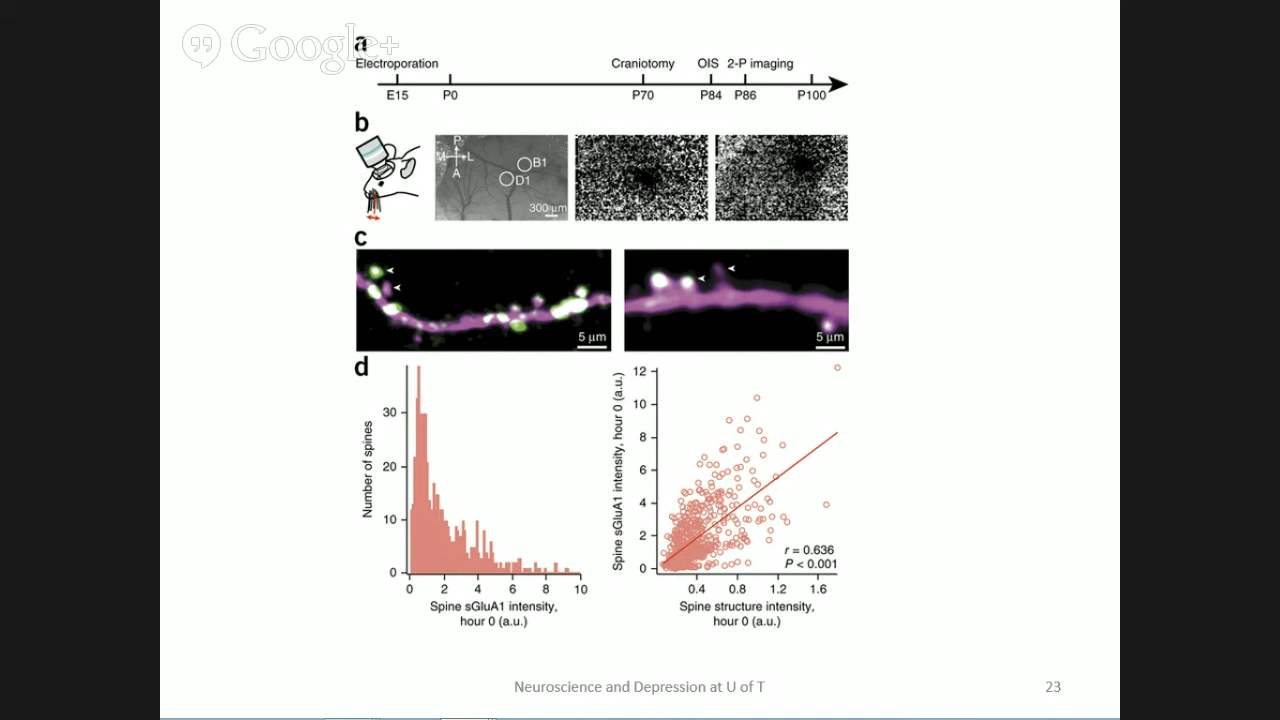 Google+
a
Electroporation
Craniotomy
OIS
2-P imaging
E15
P0
P70
P84
P86
P100
b
P
M
L
A
B1
D1
300 μm
c
5 μm
5 μm
d
Number of spines
30
20
10
0
0 2 4 6 8 10
Spine sGluA1 intensity,
hour 0 (a.u.)
Spine sGluA1 intensity, hour 0 (a.u.)
12
10
8
6
4
2
0
r = 0.636
P < 0.001
0.4 0.8 1.2 1.6
Spine structure intensity,
hour 0 (a.u.)
Neuroscience and Depression at U of T
23